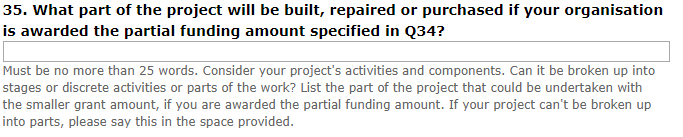 35. What part of the project will be built, repaired or purchased if your organisation
is awarded the partial funding amount specified in Q34?
Must be no more than 25 words. Consider your project's activities and components. Can it be broken up into
stages or discrete activities or parts of the work? List the part of the project that could be undertaken with
the smaller grant amount, if you are awarded the partial funding amount. If your project can't be broken up
into parts, please say this in the space provided.